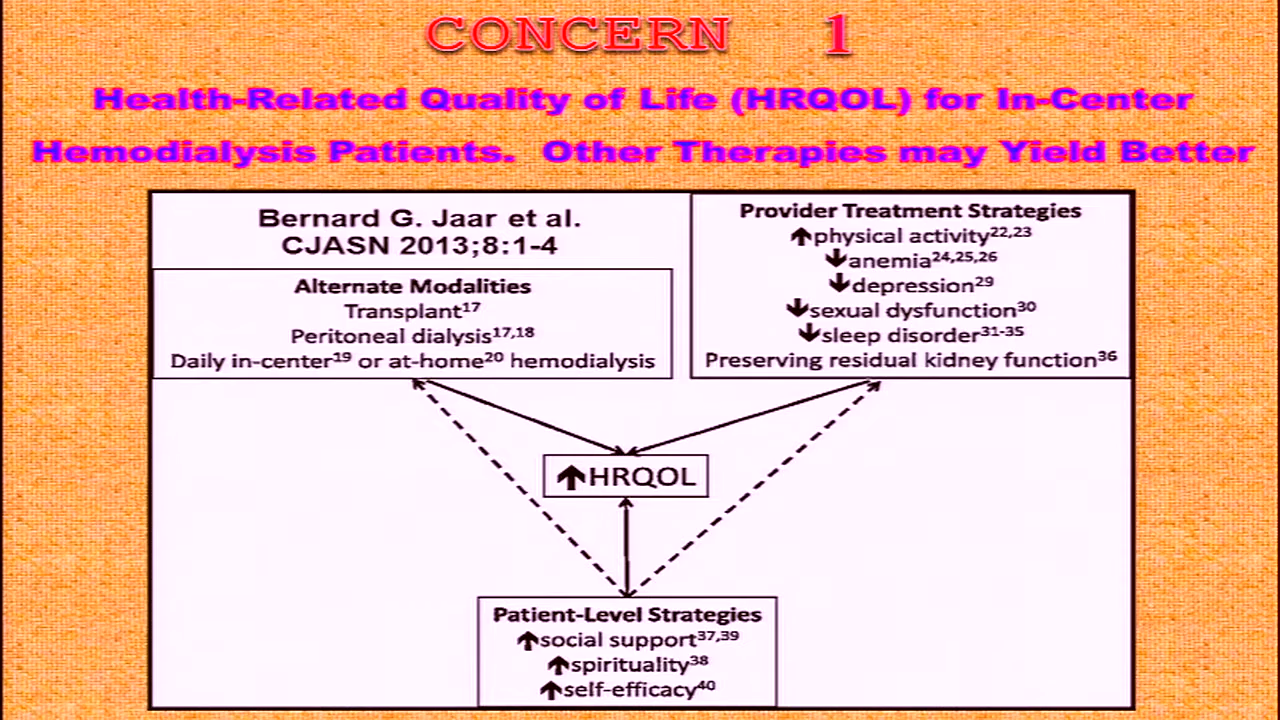 CONCERN 1
Health-Related Quality of Life (HRQOL) for In-Center
Hemodialysis Patients. Other Therapies may Yield Better
Bernard G. Jaar et al.
CJASN 2013;8:1-4
Alternate Modalities
Transplant17
Peritoneal dialysis17,18
Daily in-center19 or at-home20 hemodialysis
Provider Treatment Strategies
↑physical activity22,23
↓anemia24,25,26
↓depression29
↓sexual dysfunction30
↓sleep disorder31-35
Preserving residual kidney function36
↑HRQOL
Patient-Level Strategies
↑social support37,39
↑spirituality38
↑self-efficacy40